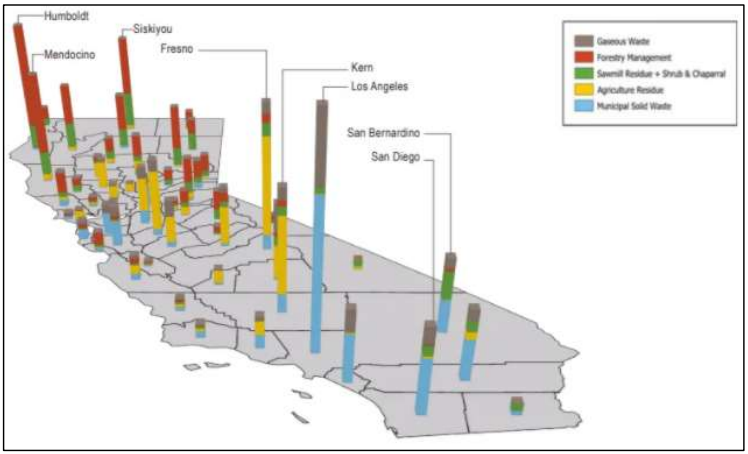 Humboldt
Siskiyou
Fresno
Mendocino
Kern
Los Angeles
San Bernardino
San Diego
Gaseous Waste
Forestry Management
Sawmill Residue + Shrub & Chaparral
Agriculture Residue
Municipal Solid Waste